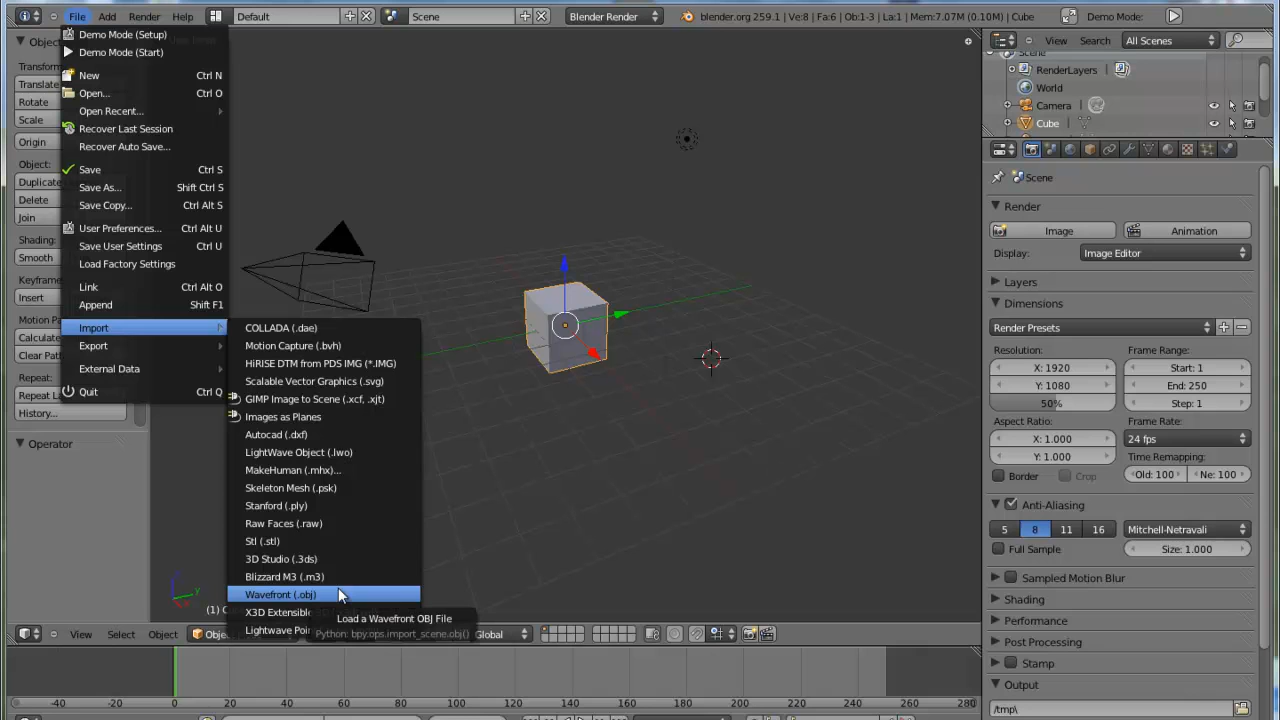 File Add Render Help Default Scene Blender Render blender.org 259.1 | Ve:8 | Fa:6 | Ob:1-3 | La:1 | Mem:7.07M (0.10M) | Cube Demo Mode:
Demo Mode (Setup)
Demo Mode (Start)
New Ctrl N
Open... Ctrl O
Open Recent...
Recover Last Session
Recover Auto Save...
Save Ctrl S
Save As... Shift Ctrl S
Save Copy... Ctrl Alt S
User Preferences... Ctrl Alt U
Save User Settings Ctrl U
Load Factory Settings
Link Ctrl Alt O
Append Shift F1
Import
Export
External Data
Quit Ctrl Q
COLLADA (.dae)
Motion Capture (.bvh)
HiRISE DTM from PDS IMG (*.IMG)
Scalable Vector Graphics (.svg)
GIMP Image to Scene (.xcf, .xjt)
Images as Planes
Autocad (.dxf)
LightWave Object (.lwo)
MakeHuman (.mhx)...
Skeleton Mesh (.psk)
Stanford (.ply)
Raw Faces (.raw)
Stl (.stl)
3D Studio (.3ds)
Blizzard M3 (.m3)
Wavefront (.obj)
X3D Extensible
Lightwave Poi
Load a Wavefront OBJ File
Python: bpy.ops.import_scene.obj()
Translate
Rotate
Scale
Origin
Object:
Duplicate
Delete
Join
Shading:
Smooth
Keyframe
Insert
Motion P
Calculate
Clear Pat
Repeat:
Repeat L
History...
Operator
View Select Object Global
-40 -20 0 20 40 60 80 100 120 140 160 180 200 220 240 260 280
View Search All Scenes
Scene
RenderLayers
World
Camera
Cube
Scene
Render
Image Animation
Display: Image Editor
Layers
Dimensions
Render Presets
Resolution: Frame Range:
X: 1920 Start: 1
Y: 1080 End: 250
50% Step: 1
Aspect Ratio: Frame Rate:
X: 1.000 24 fps
Y: 1.000 Time Remapping:
Border Crop Old: 100 Ne: 100
Anti-Aliasing
5 8 11 16 Mitchell-Netravali
Full Sample Size: 1.000
Sampled Motion Blur
Shading
Performance
Post Processing
Stamp
Output
/tmp\